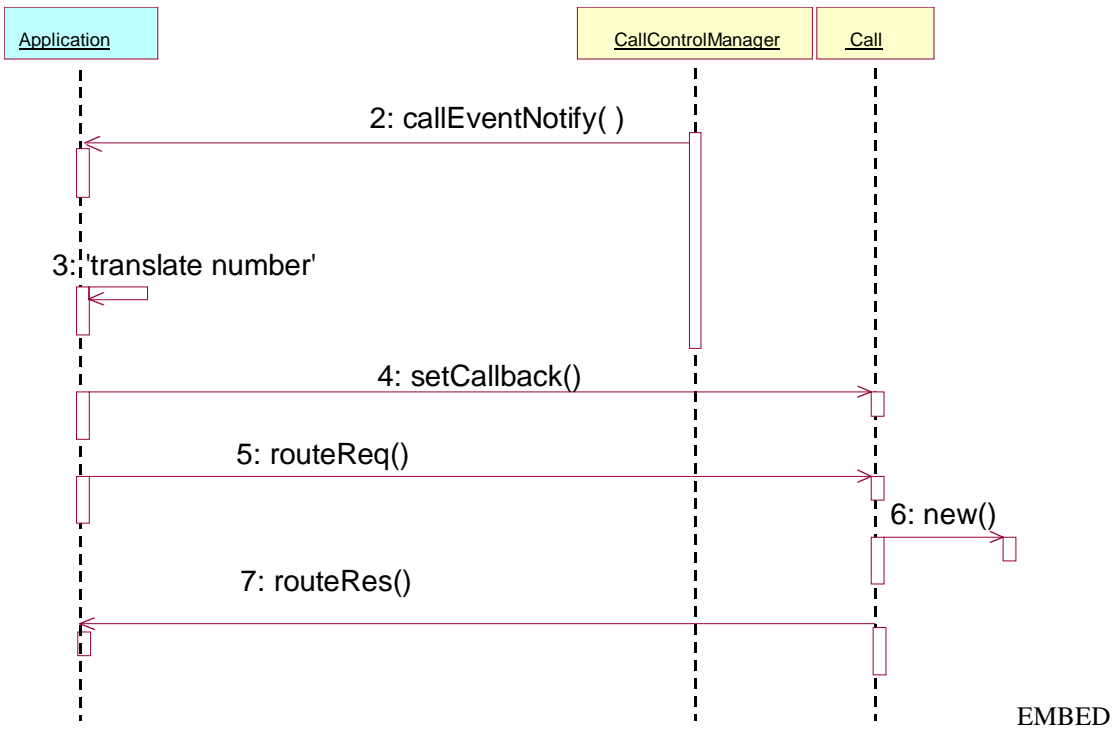 Application
CallControlManager
Call
2: callEventNotify( )
3: 'translate number'
4: setCallback()
5: routeReq()
6: new()
7: routeRes()
EMBED